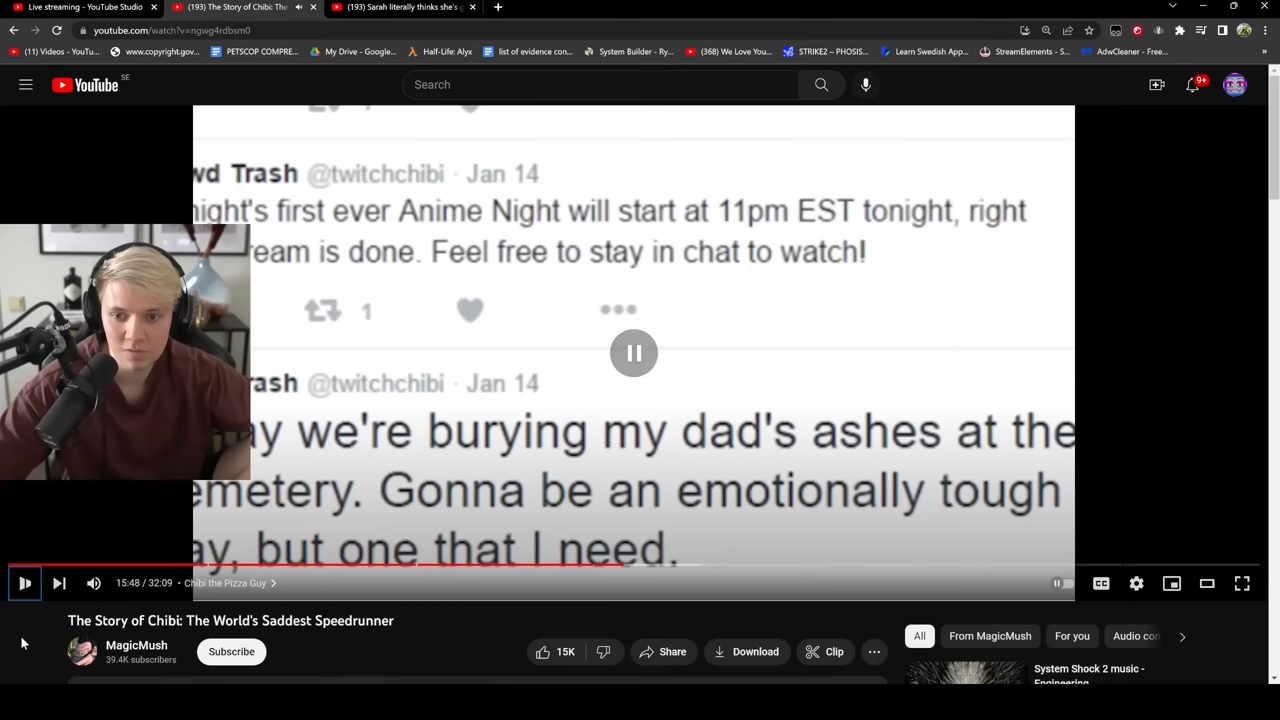 Live streaming - YouTube Studio
(193) The Story of Chibi: The
(193) Sarah literally thinks she's g
youtube.com/watch?v=ngwg4rdbsm0
(11) Videos - YouTu...
www.copyright.gov...
PETSCOP COMPRE...
My Drive - Google...
Half-Life: Alyx
list of evidence con...
System Builder - Ry...
(368) We Love You...
STRIKE2 – PHOSIS...
Learn Swedish App...
StreamElements - S...
AdwCleaner - Free...
YouTube SE
Search
9+
wd Trash @twitchchibi · Jan 14
night's first ever Anime Night will start at 11pm EST tonight, right
ream is done. Feel free to stay in chat to watch!
1
rash @twitchchibi · Jan 14
ay we're burying my dad's ashes at the
emetery. Gonna be an emotionally tough
ay, but one that I need.
15:48 / 32:09 • Chibi the Pizza Guy
CC
The Story of Chibi: The World's Saddest Speedrunner
MagicMush
39.4K subscribers
Subscribe
15K
Share
Download
Clip
All
From MagicMush
For you
Audio con
System Shock 2 music -
Engineering